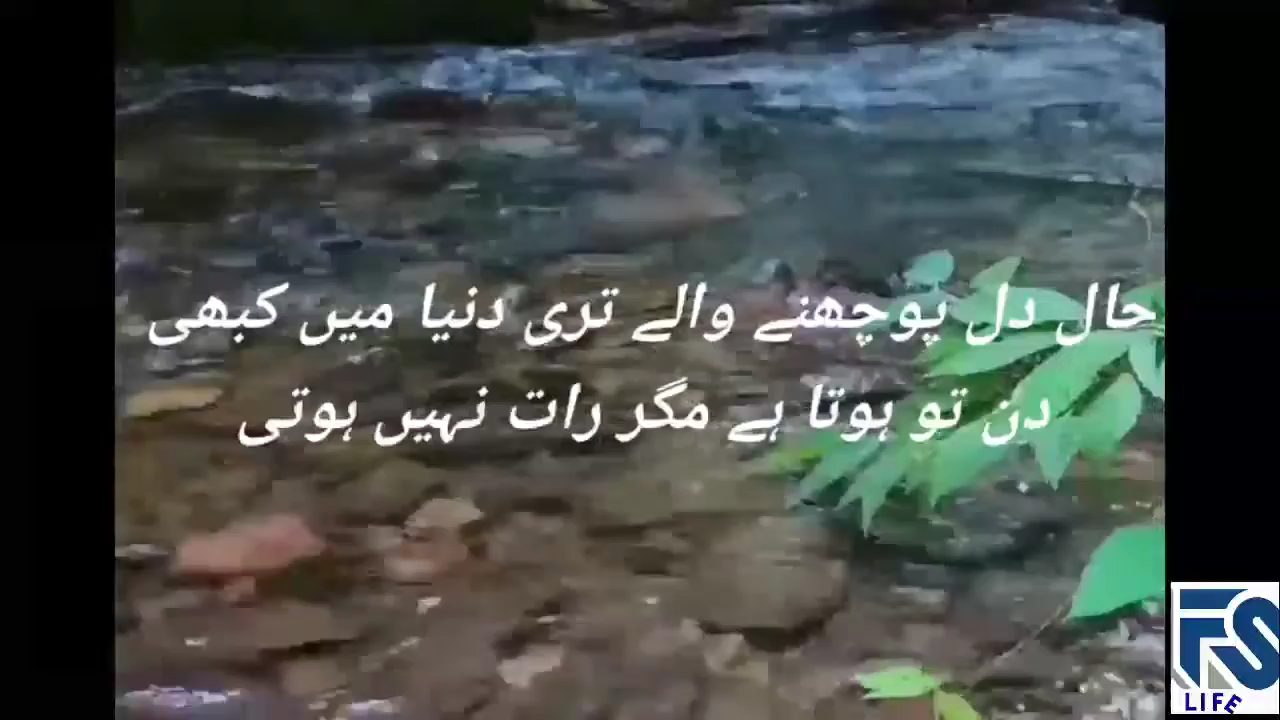 حال دل پوچھنے والے تری دنیا میں کبھی
دن تو ہوتا ہے مگر رات نہیں ہوتی
FS
LIFE